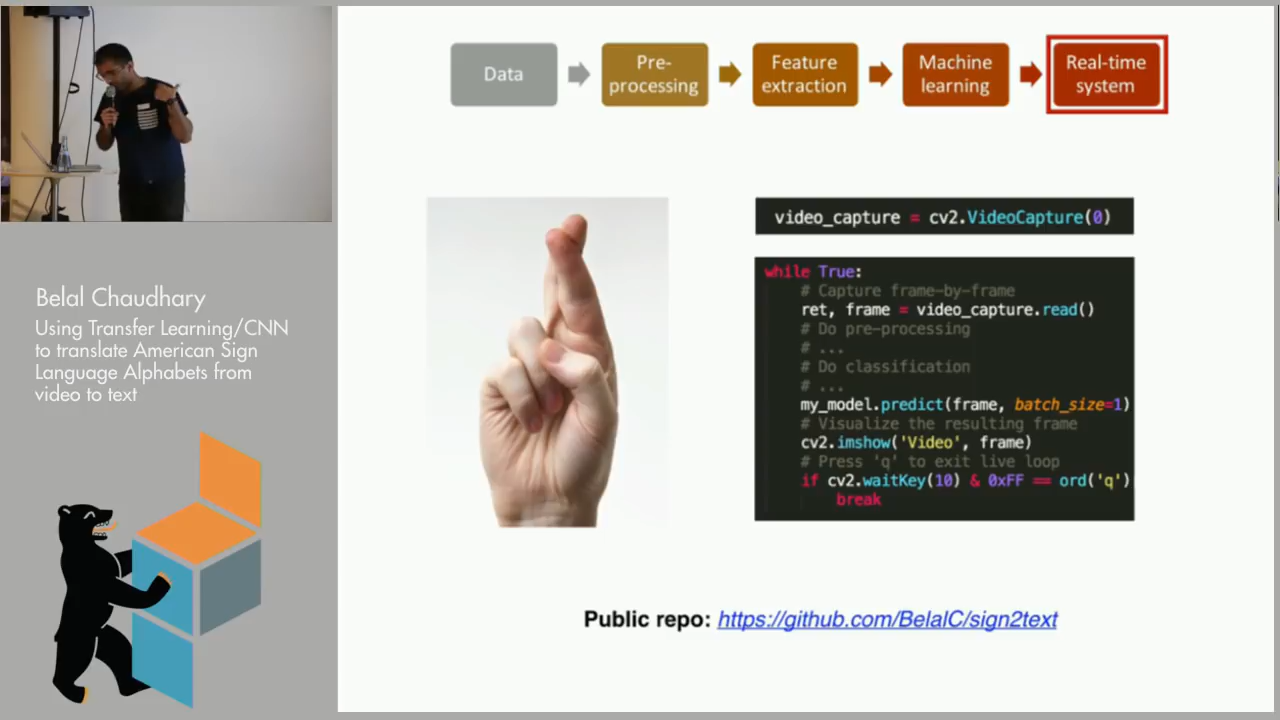 Data
Pre-
processing
Feature
extraction
Machine
learning
Real-time
system
video_capture = cv2.VideoCapture(0)
while True:
# Capture frame-by-frame
ret, frame = video_capture.read()
# Do pre-processing
# ...
# Do classification
# ...
my_model.predict(frame, batch_size=1)
# Visualize the resulting frame
cv2.imshow('Video', frame)
# Press 'q' to exit live loop
if cv2.waitKey(10) & 0xFF == ord('q')
break
Belal Chaudhary
Using Transfer Learning/CNN
to translate American Sign
Language Alphabets from
video to text
Public repo: https://github.com/BelalC/sign2text